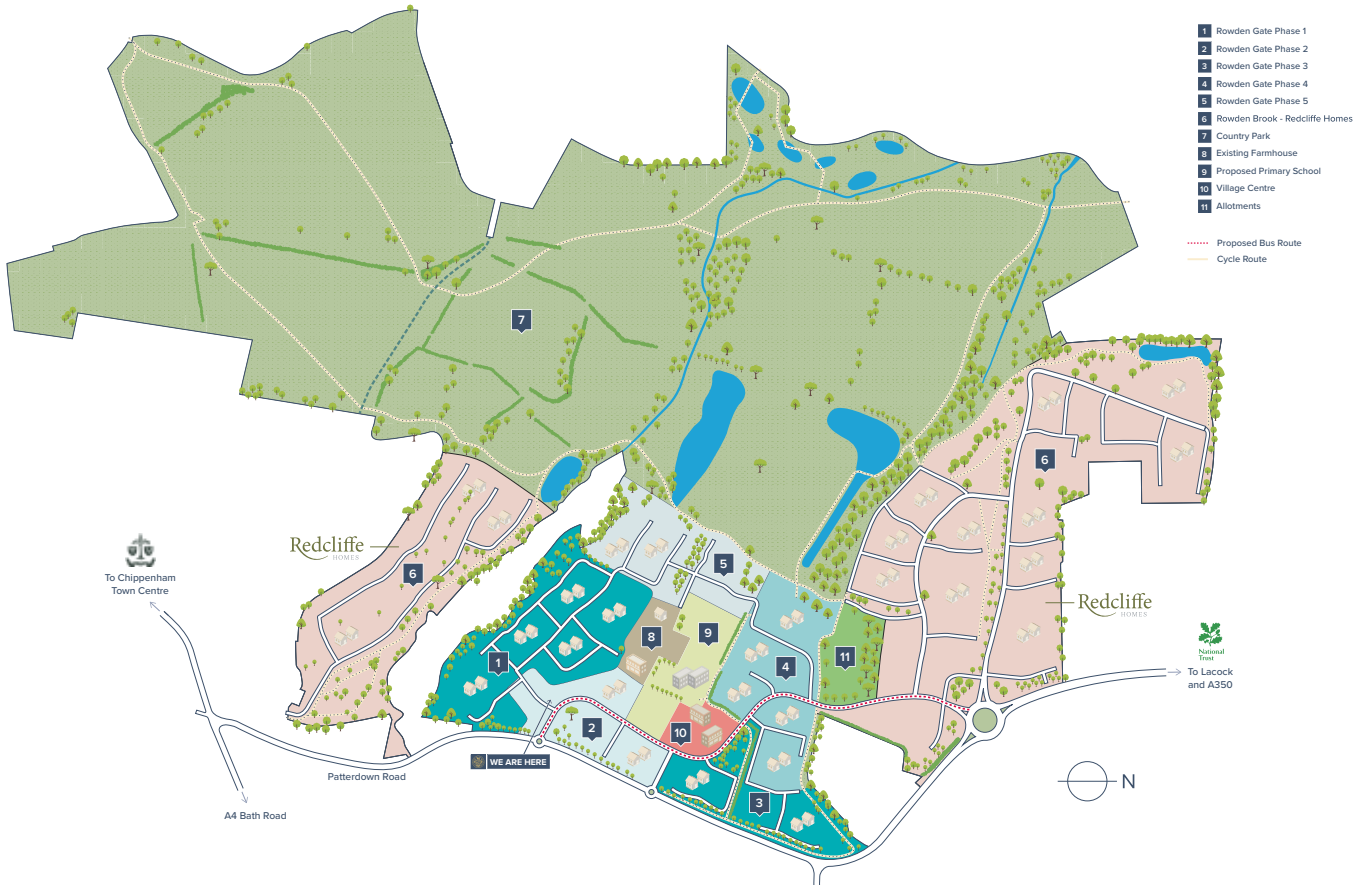 1 Rowden Gate Phase 1
2 Rowden Gate Phase 2
3 Rowden Gate Phase 3
4 Rowden Gate Phase 4
5 Rowden Gate Phase 5
6 Rowden Brook - Redcliffe Homes
7 Country Park
8 Existing Farmhouse
9 Proposed Primary School
10 Village Centre
11 Allotments
Proposed Bus Route
Cycle Route
7
6
Redcliffe
HOMES
To Chippenham
Town Centre
6
5
8
9
1
4
11
Redcliffe
HOMES
National
Trust
To Lacock
and A350
2
10
WE ARE HERE
Patterdown Road
3
N
A4 Bath Road